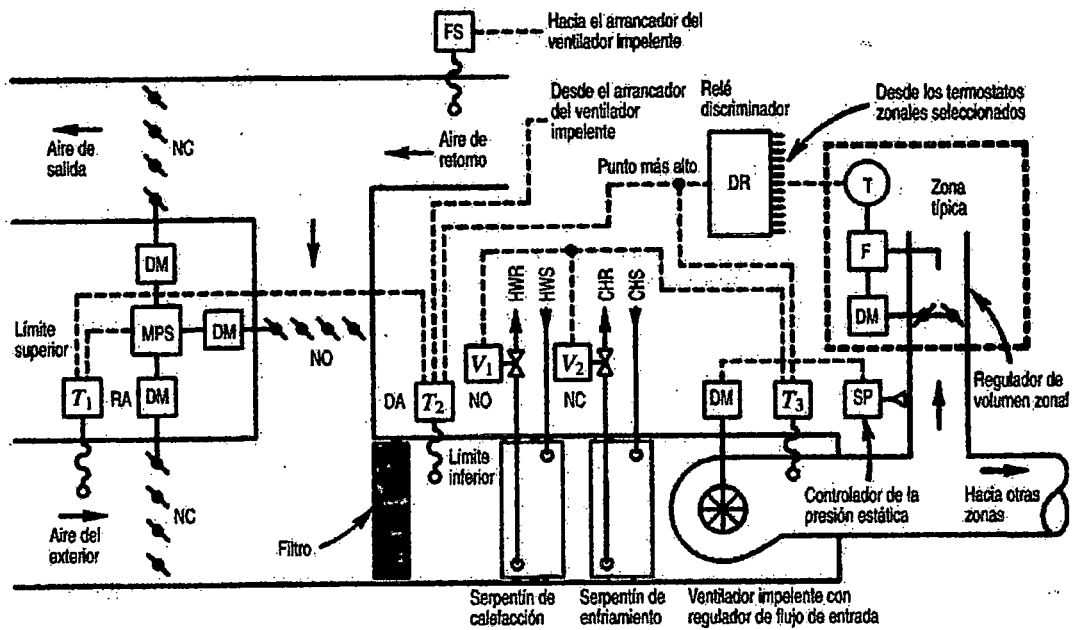 FS
Hacia el arrancador del
ventilador impelente
Desde el arrancador
del ventilador
impelente
Relé
discriminador
Desde los termostatos
zonales seleccionados
Aire de
salida
NC
Aire de
retorno
Punto más alto
DR
T
Zona
típica
DM
F
HWR
HWS
CHR
CHS
Límite
superior
MPS
DM
NO
DM
V1
V2
T1
RA
DM
DA
T2
NO
NC
DM
T3
SP
Regulador de
volumen zonal
Límite
inferior
NC
Aire del
exterior
Filtro
Controlador de la
presión estática
Hacia otras
zonas
Serpentín de
calefacción
Serpentín de
enfriamiento
Ventilador impelente con
regulador de flujo de entrada